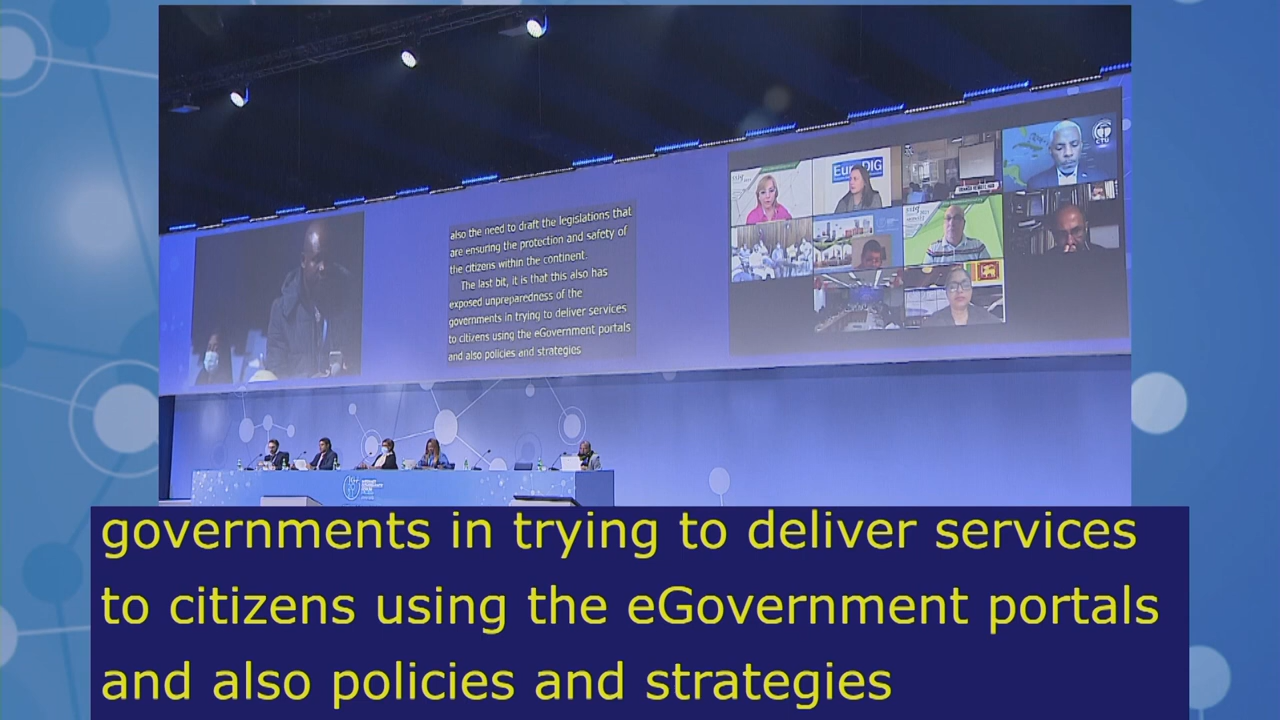 also the need to draft the legislations that
are ensuring the protection and safety of
the citizens within the continent.
The last bit, it is that this also has
exposed unpreparedness of the
governments in trying to deliver services
to citizens using the eGovernment portals
and also policies and strategies
EuroDIG
CTU
governments in trying to deliver services
to citizens using the eGovernment portals
and also policies and strategies